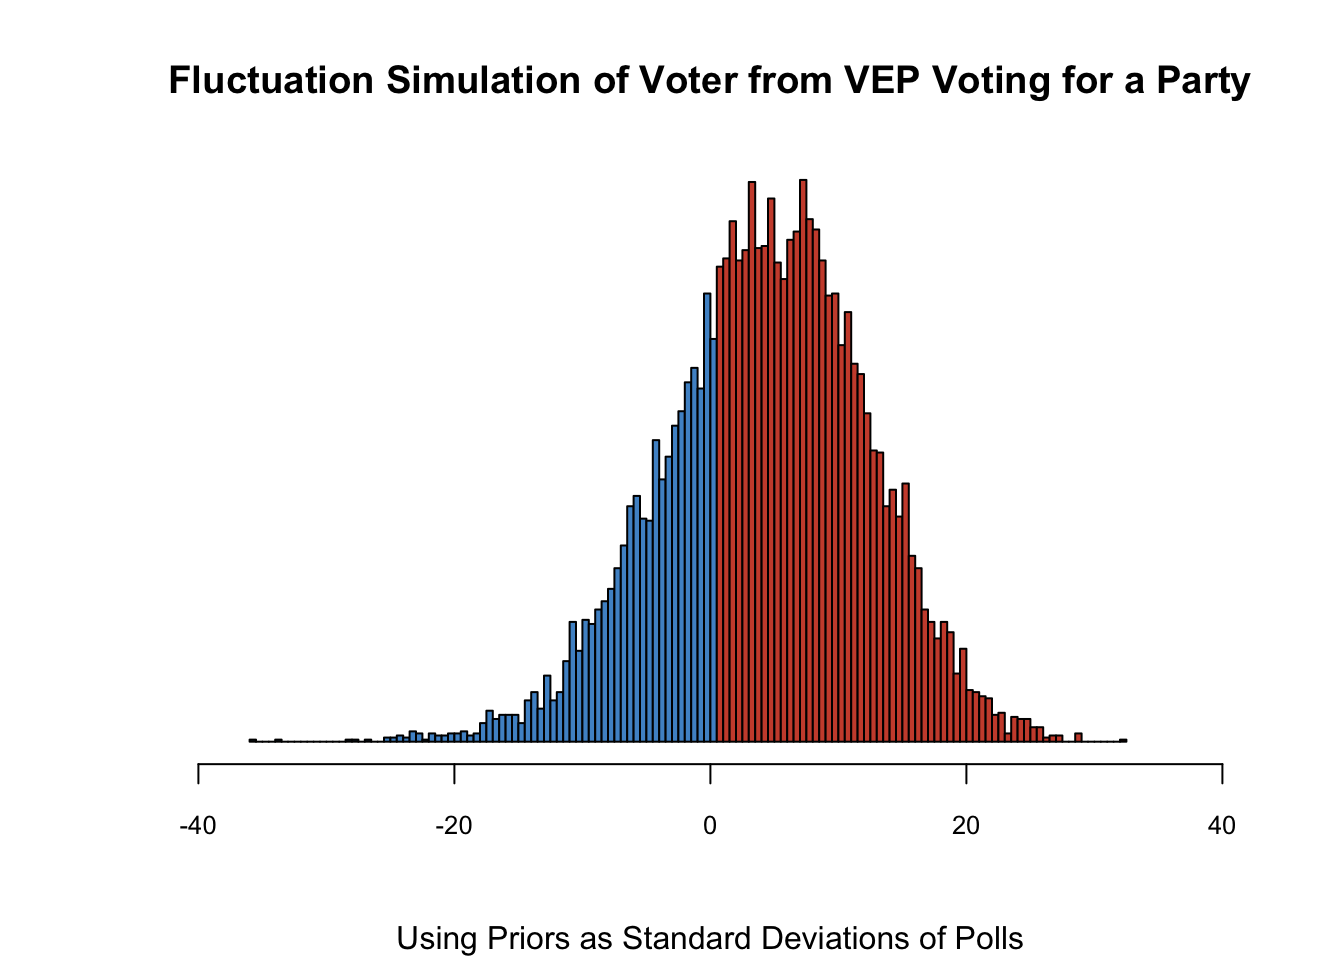 Fluctuation Simulation of Voter from VEP Voting for a Party
-40 -20 0 20 40
Using Priors as Standard Deviations of Polls